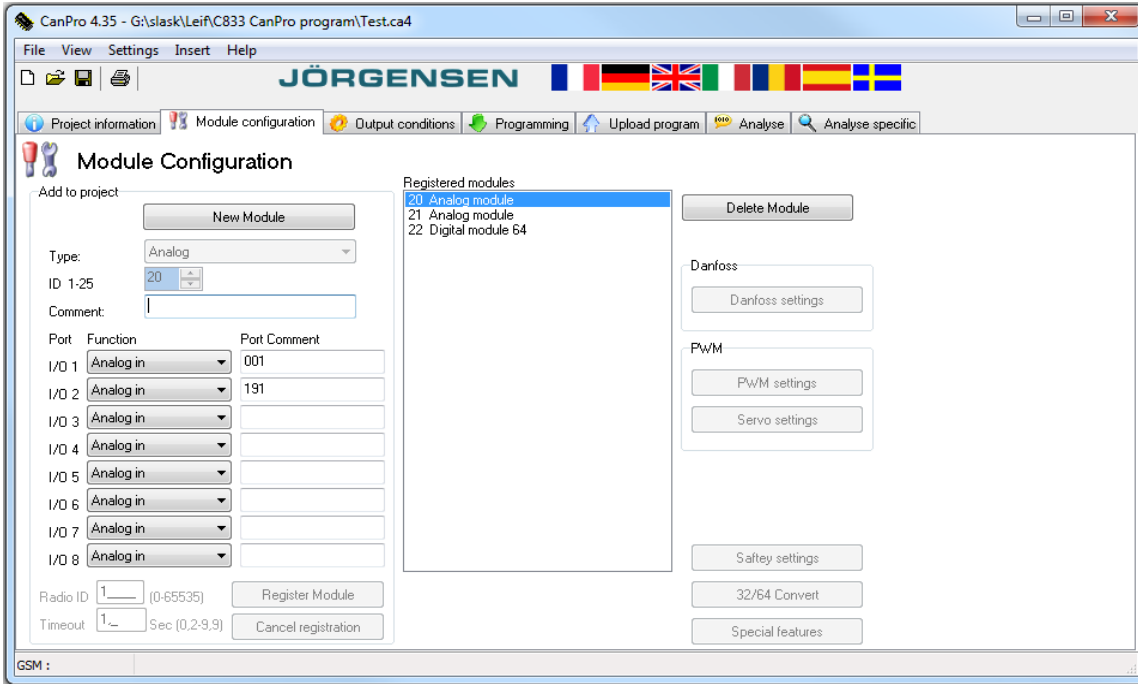 CanPro 4.35 - G:\slask\Leif\C833 CanPro program\Test.ca4
File View Settings Insert Help
JÖRGENSEN
Project information Module configuration Output conditions Programming Upload program Analyse Analyse specific
Module Configuration
Add to project
New Module
Type: Analog
ID 1-25 20
Comment:
Port Function Port Comment
I/O 1 Analog in 001
I/O 2 Analog in 191
I/O 3 Analog in
I/O 4 Analog in
I/O 5 Analog in
I/O 6 Analog in
I/O 7 Analog in
I/O 8 Analog in
Radio ID 1____ (0-65535) Register Module
Timeout 1,_ Sec (0,2-9,9) Cancel registration
Registered modules
20 Analog module
21 Analog module
22 Digital module 64
Delete Module
Danfoss
Danfoss settings
PWM
PWM settings
Servo settings
Saftey settings
32/64 Convert
Special features
GSM :